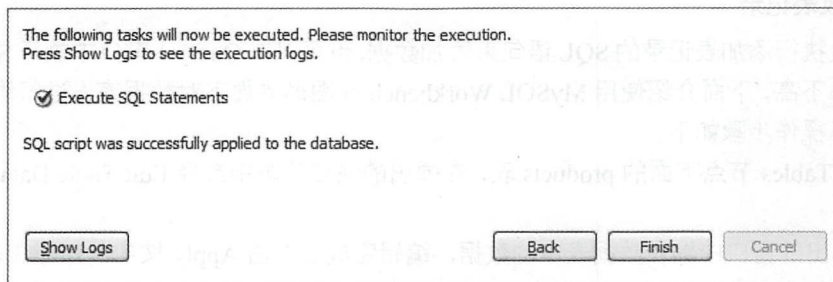 The following tasks will now be executed. Please monitor the execution.
Press Show Logs to see the execution logs.
Execute SQL Statements
SQL script was successfully applied to the database.
Show Logs
Back
Finish
Cancel